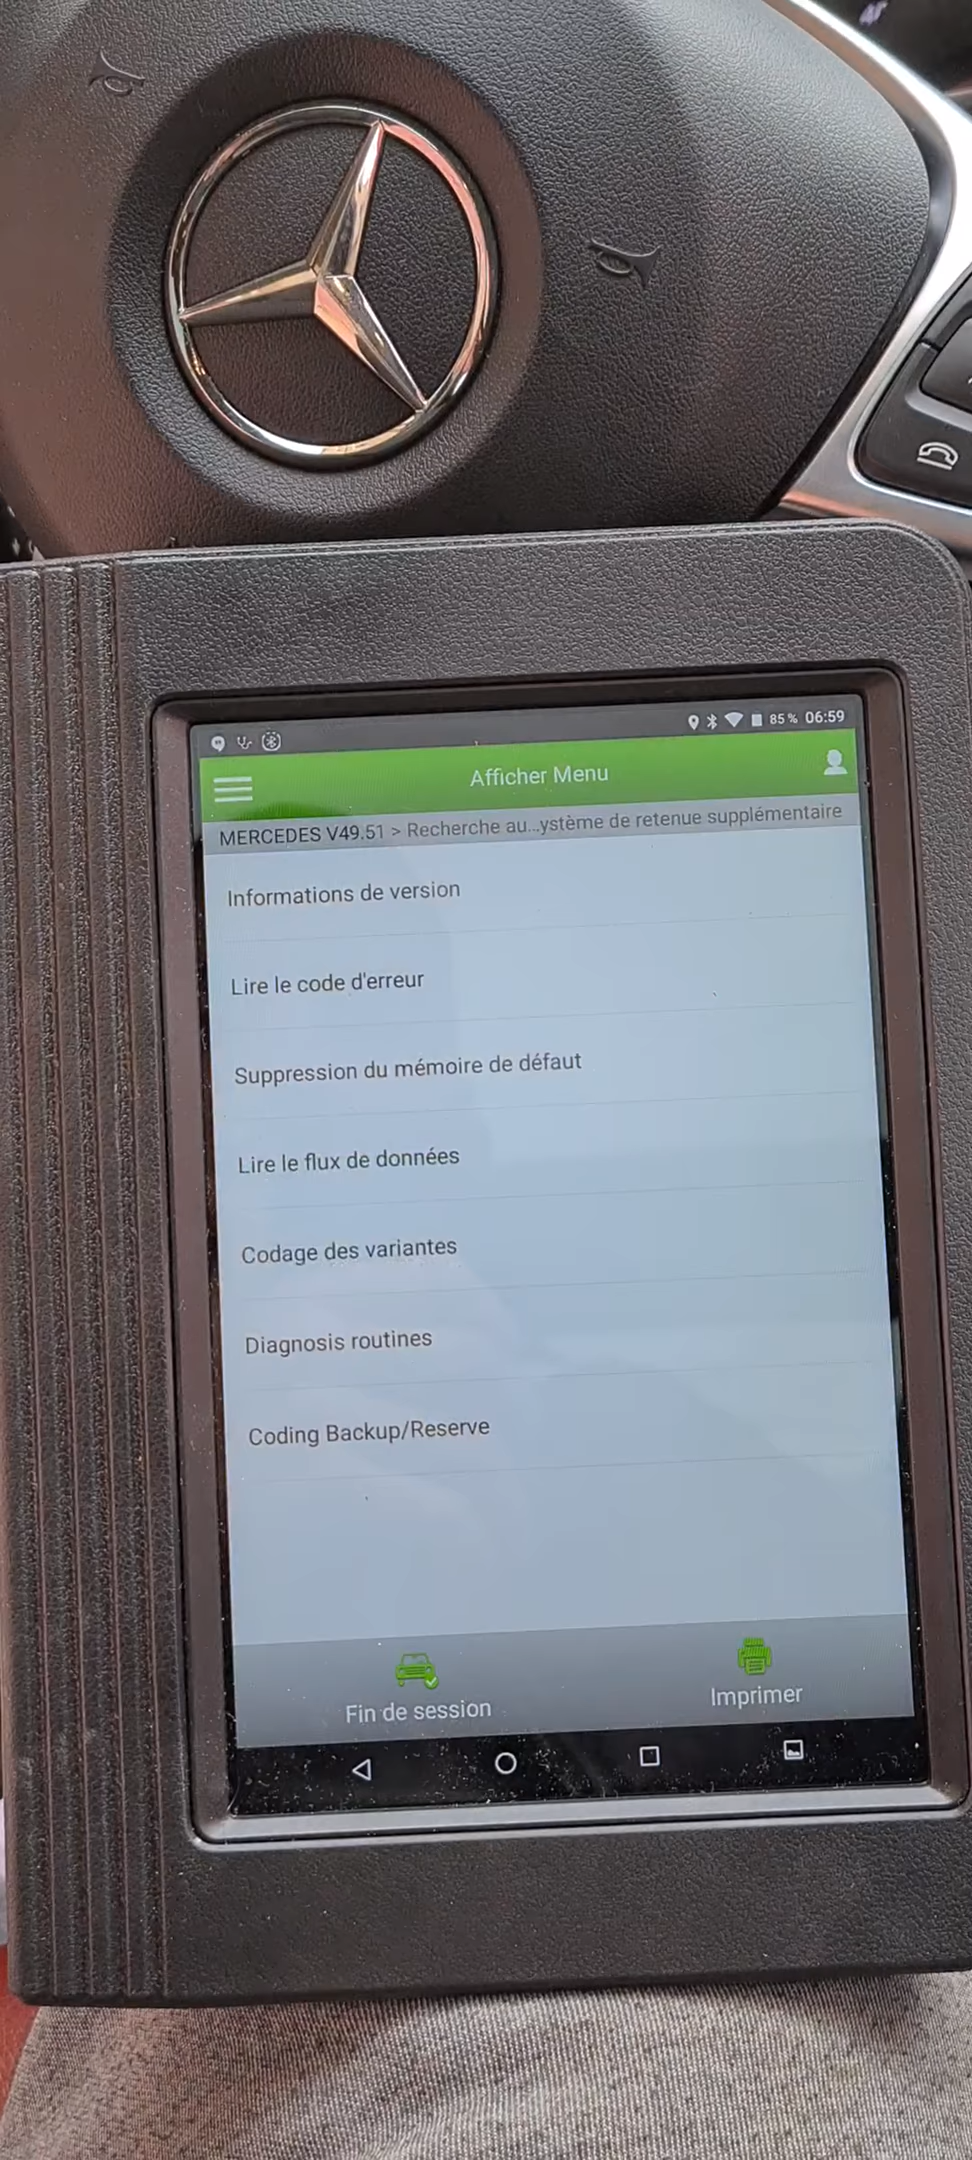 85% 06:59
Afficher Menu
MERCEDES V49.51 > Recherche au...ystème de retenue supplémentaire
Informations de version
Lire le code d'erreur
Suppression du mémoire de défaut
Lire le flux de données
Codage des variantes
Diagnosis routines
Coding Backup/Reserve
Fin de session
Imprimer